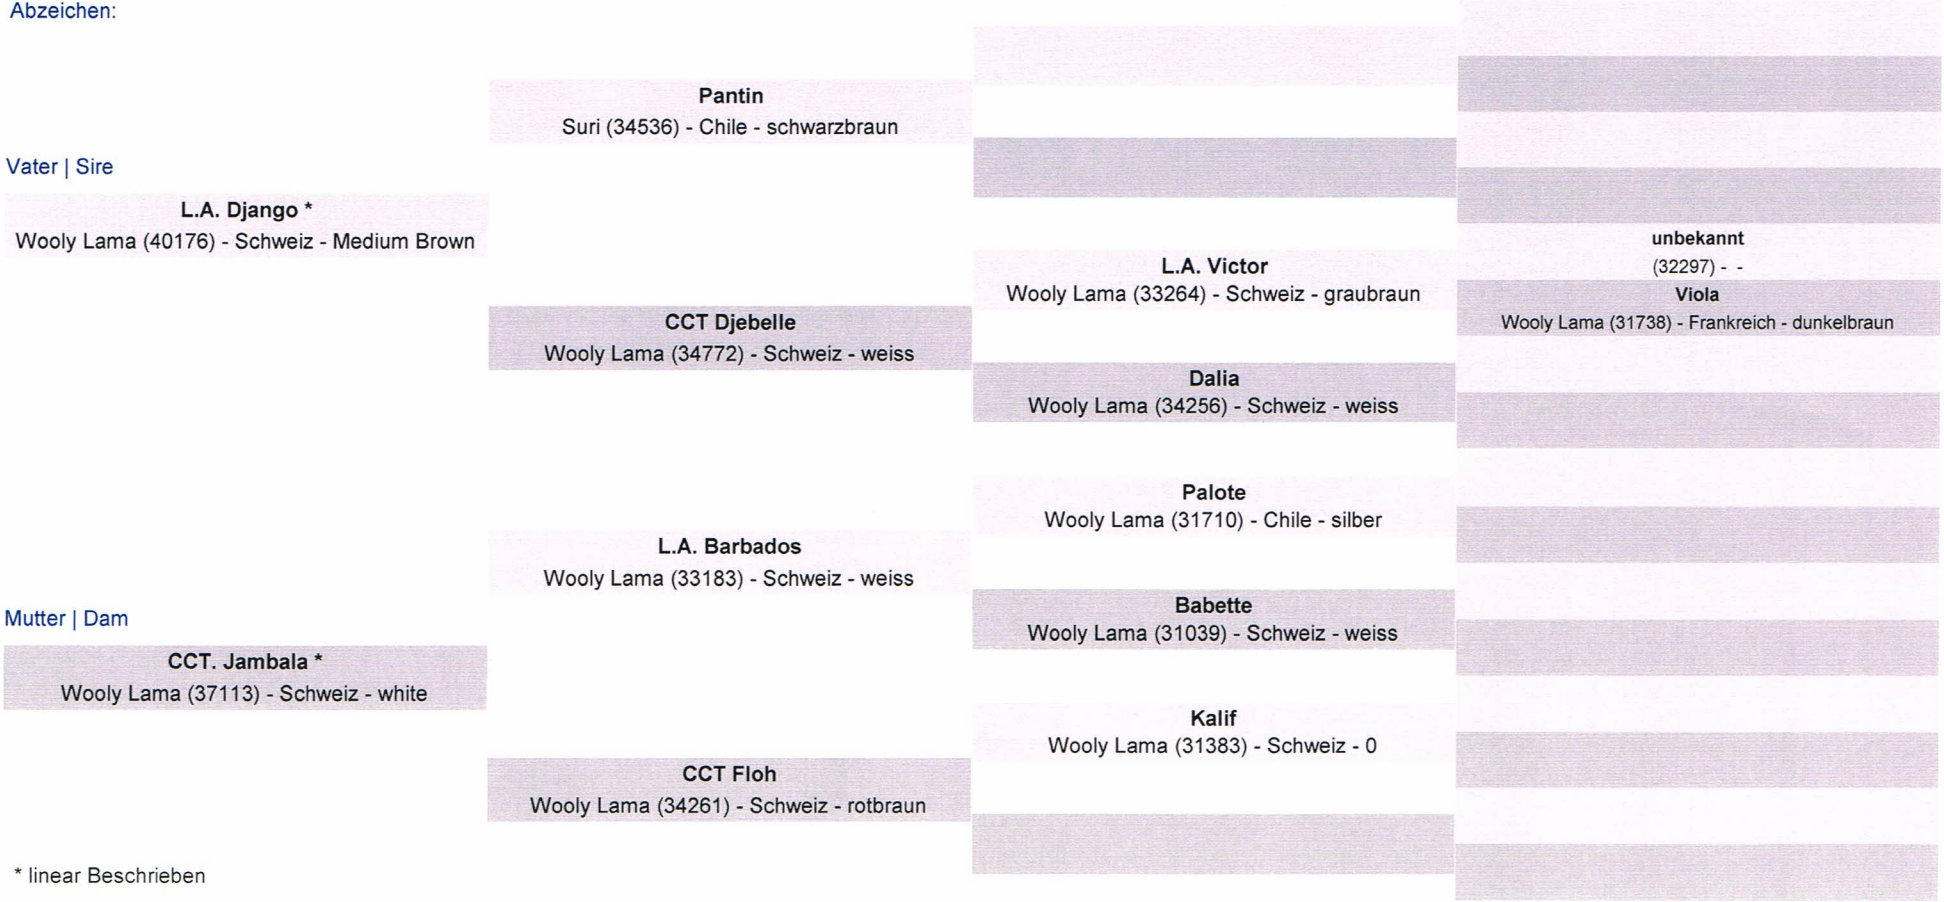 Abzeichen:
Pantin
Suri (34536) - Chile - schwarzbraun
Vater | Sire
L.A. Django *
Wooly Lama (40176) - Schweiz - Medium Brown
unbekannt
(32297) - -
L.A. Victor
Wooly Lama (33264) - Schweiz - graubraun
Viola
Wooly Lama (31738) - Frankreich - dunkelbraun
CCT Djebelle
Wooly Lama (34772) - Schweiz - weiss
Dalia
Wooly Lama (34256) - Schweiz - weiss
Palote
Wooly Lama (31710) - Chile - silber
L.A. Barbados
Wooly Lama (33183) - Schweiz - weiss
Babette
Wooly Lama (31039) - Schweiz - weiss
Mutter | Dam
CCT. Jambala *
Wooly Lama (37113) - Schweiz - white
Kalif
Wooly Lama (31383) - Schweiz - 0
CCT Floh
Wooly Lama (34261) - Schweiz - rotbraun
* linear Beschrieben